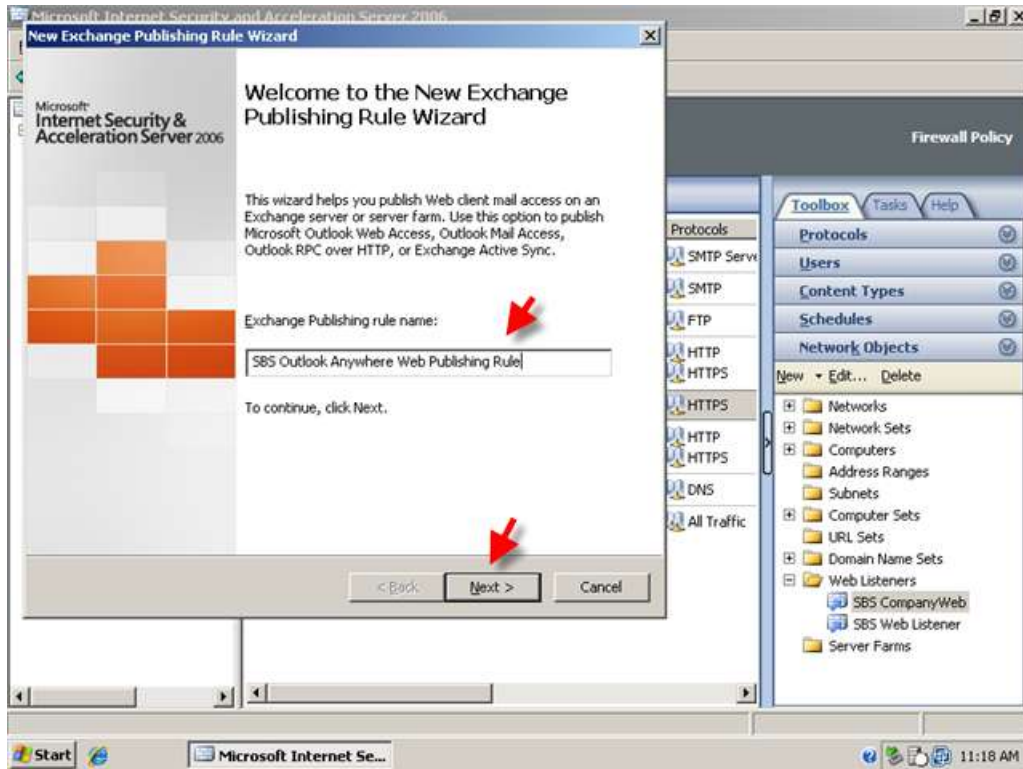 Microsoft Internet Security and Acceleration Server 2006
New Exchange Publishing Rule Wizard
Microsoft
Internet Security &
Acceleration Server 2006
Welcome to the New Exchange
Publishing Rule Wizard
This wizard helps you publish Web client mail access on an
Exchange server or server farm. Use this option to publish
Microsoft Outlook Web Access, Outlook Mail Access,
Outlook RPC over HTTP, or Exchange Active Sync.
Exchange Publishing rule name:
SBS Outlook Anywhere Web Publishing Rule
To continue, click Next.
< Back
Next >
Cancel
Firewall Policy
Protocols
SMTP Serve
SMTP
FTP
HTTP
HTTPS
HTTPS
HTTP
HTTPS
DNS
All Traffic
Toolbox Tasks Help
Protocols
Users
Content Types
Schedules
Network Objects
New Edit... Delete
Networks
Network Sets
Computers
Address Ranges
Subnets
Computer Sets
URL Sets
Domain Name Sets
Web Listeners
SBS CompanyWeb
SBS Web Listener
Server Farms
Start
Microsoft Internet Se...
11:18 AM